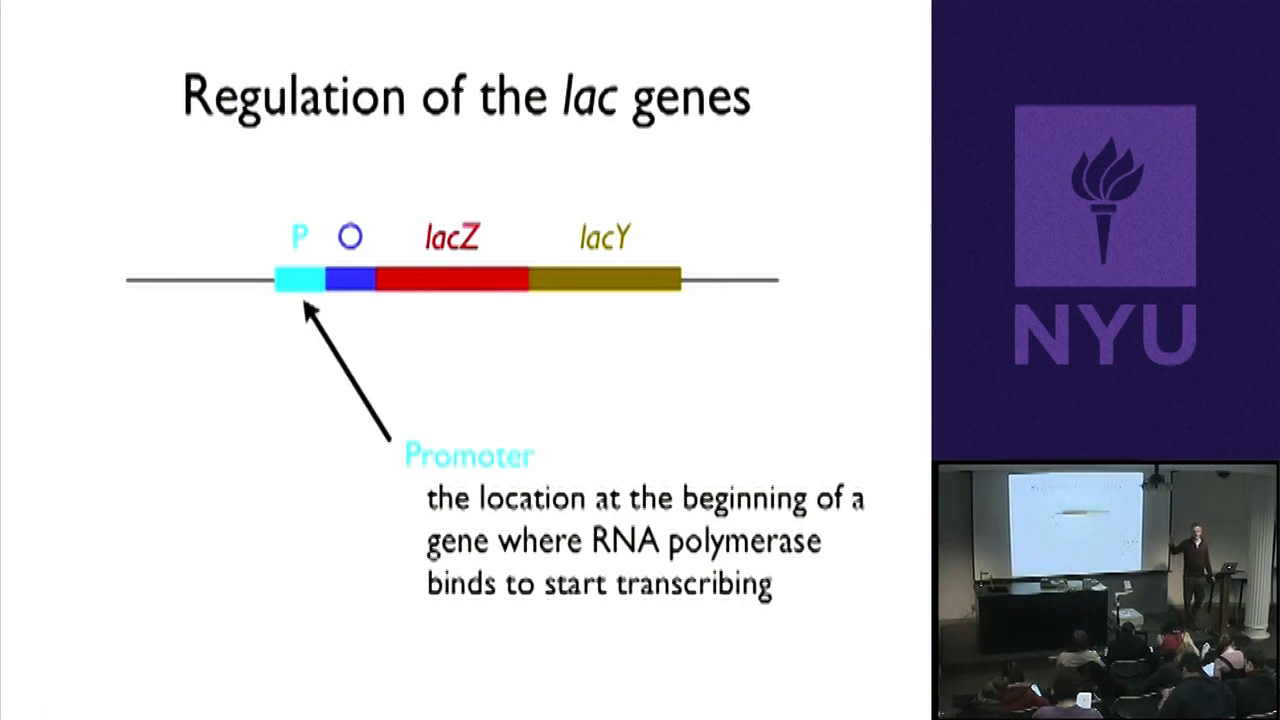 Regulation of the lac genes
P O lacZ lacY
Promoter
the location at the beginning of a
gene where RNA polymerase
binds to start transcribing
NYU